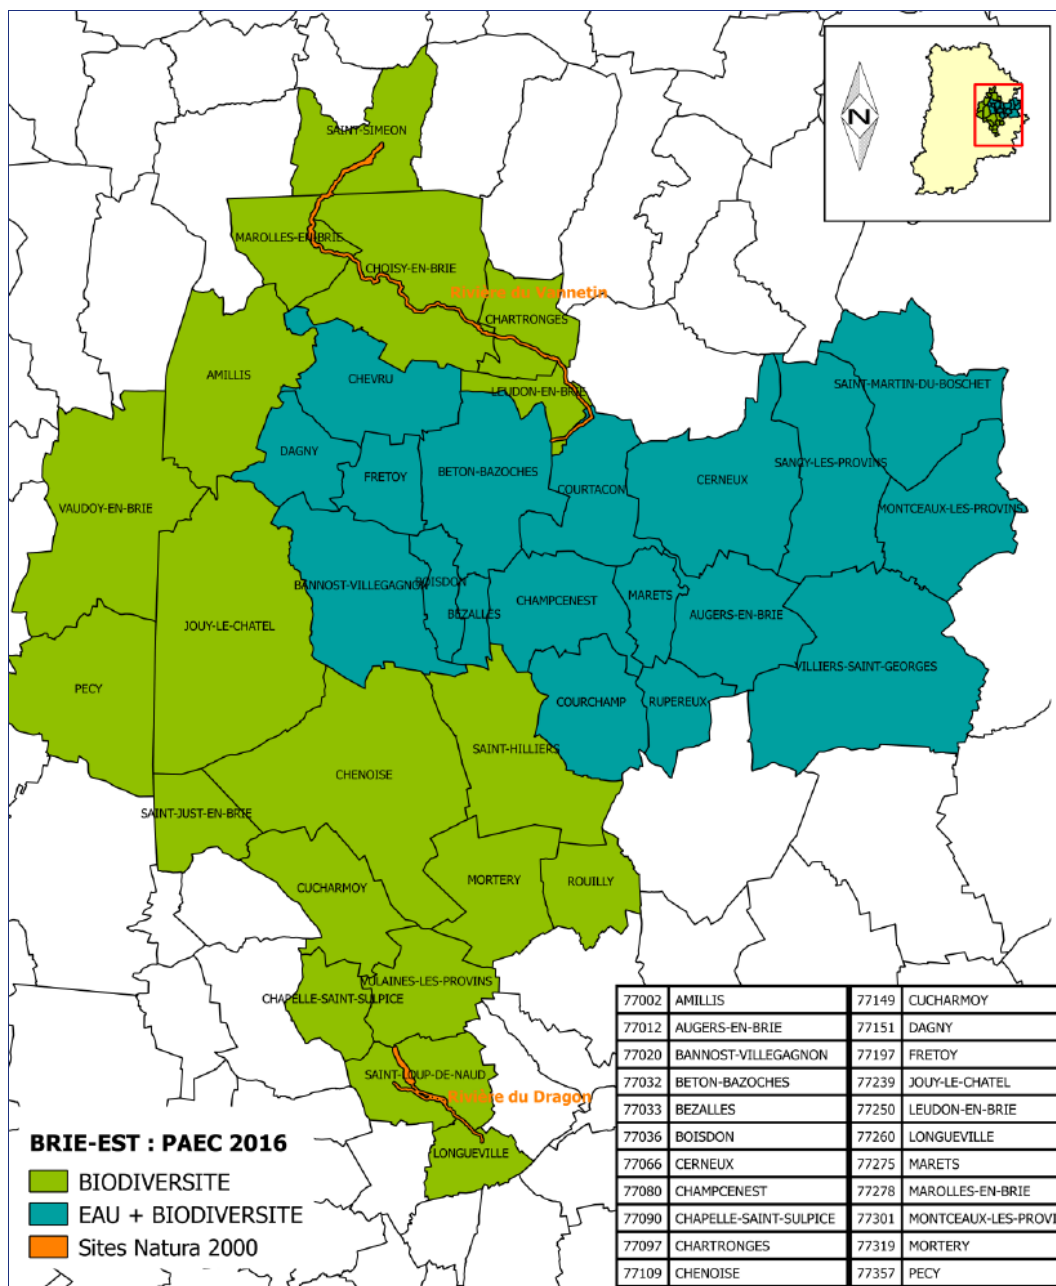 N
SAINT-SIMEON
MAROLLES-EN-BRIE
CHOISY-EN-BRIE
Rivière du Vannetin
CHARTRONGES
AMILLIS
CHEVRU
LEUDON-EN-BRIE
SAINT-MARTIN-DU-BOSCHET
DAGNY
FRETOY
BETON-BAZOCHES
COURTACON
CERNEUX
SANCY-LES-PROVINS
VAUDOY-EN-BRIE
MONTCEAUX-LES-PROVINS
BANNOST-VILLEGAGNON
BOISDON
BEZALLES
CHAMPCENEST
MARETS
AUGERS-EN-BRIE
JOUY-LE-CHATEL
VILLIERS-SAINT-GEORGES
PECY
COURCHAMP
RUPEREUX
SAINT-HILLIERS
CHENOISE
SAINT-JUST-EN-BRIE
CUCHARMOY
MORTERY
ROUILLY
VULAINES-LES-PROVINS
CHAPELLE-SAINT-SULPICE
SAINT-LOUP-DE-NAUD
Rivière du Dragon
LONGUEVILLE
BRIE-EST : PAEC 2016
BIODIVERSITE
EAU + BIODIVERSITE
Sites Natura 2000
77002 AMILLIS 77149 CUCHARMOY
77012 AUGERS-EN-BRIE 77151 DAGNY
77020 BANNOST-VILLEGAGNON 77197 FRETOY
77032 BETON-BAZOCHES 77239 JOUY-LE-CHATEL
77033 BEZALLES 77250 LEUDON-EN-BRIE
77036 BOISDON 77260 LONGUEVILLE
77066 CERNEUX 77275 MARETS
77080 CHAMPCENEST 77278 MAROLLES-EN-BRIE
77090 CHAPELLE-SAINT-SULPICE 77301 MONTCEAUX-LES-PROVI
77097 CHARTRONGES 77319 MORTERY
77109 CHENOISE 77357 PECY